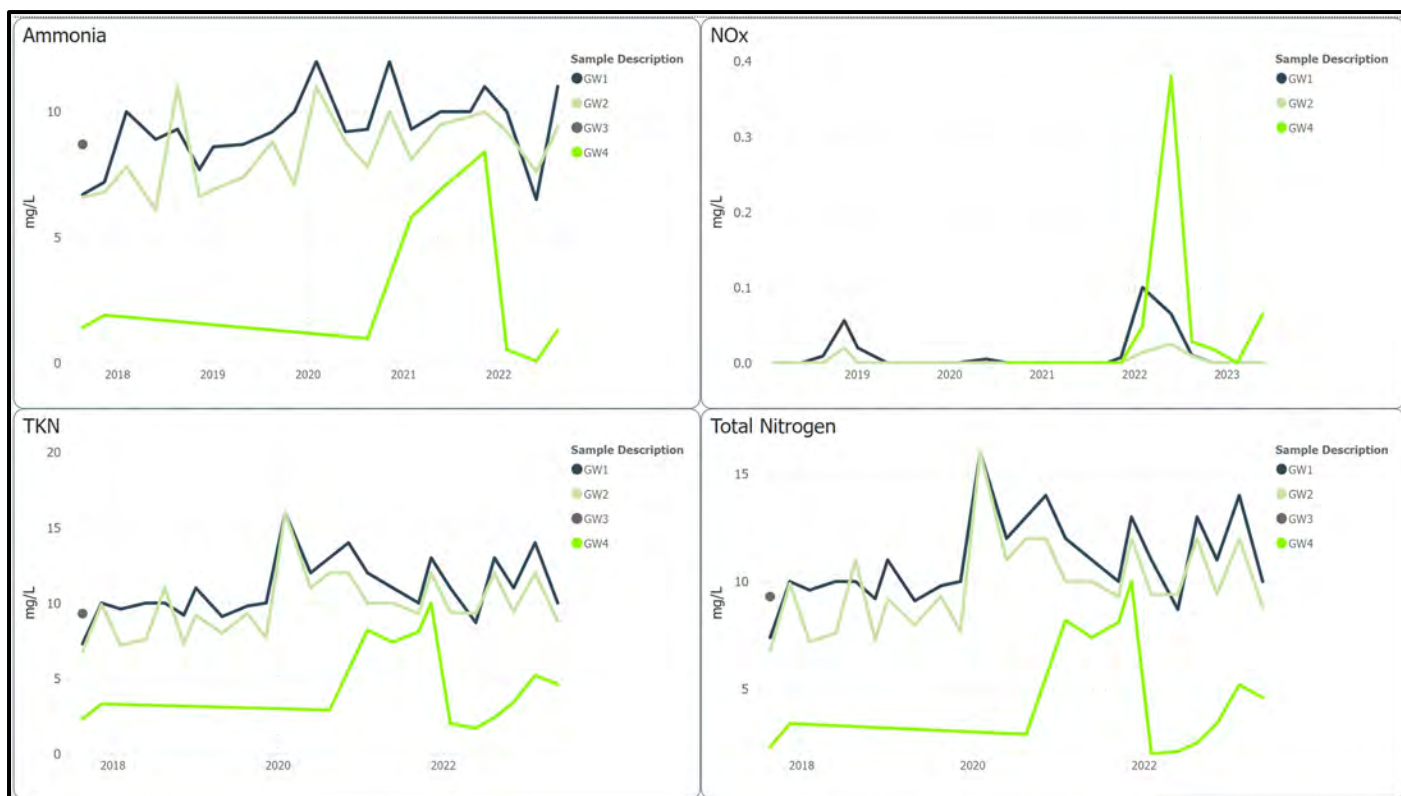 Ammonia
Sample Description
GW1
GW2
GW3
GW4
10
5
0
mg/L
2018 2019 2020 2021 2022
NOx
Sample Description
GW1
GW2
GW4
0.4
0.3
0.2
0.1
0.0
mg/L
2019 2020 2021 2022 2023
TKN
Sample Description
GW1
GW2
GW3
GW4
20
15
10
5
0
mg/L
2018 2020 2022
Total Nitrogen
Sample Description
GW1
GW2
GW3
GW4
15
10
5
mg/L
2018 2020 2022